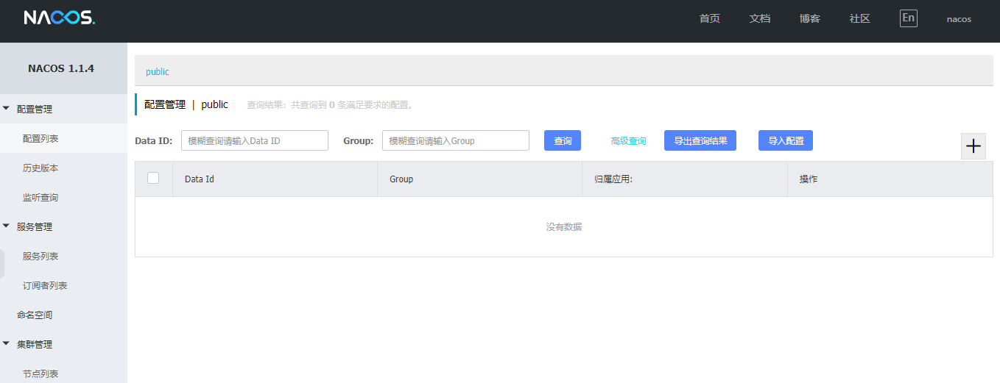 NACOS. 首页 文档 博客 社区 En nacos
NACOS 1.1.4
public
配置管理
配置管理 | public 查询结果：共查询到 0 条满足要求的配置。
配置列表
Data ID: 模糊查询请输入Data ID Group: 模糊查询请输入Group 查询 高级查询 导出查询结果 导入配置
历史版本
Data Id Group 归属应用: 操作
监听查询
服务管理
没有数据
服务列表
订阅者列表
命名空间
集群管理
节点列表